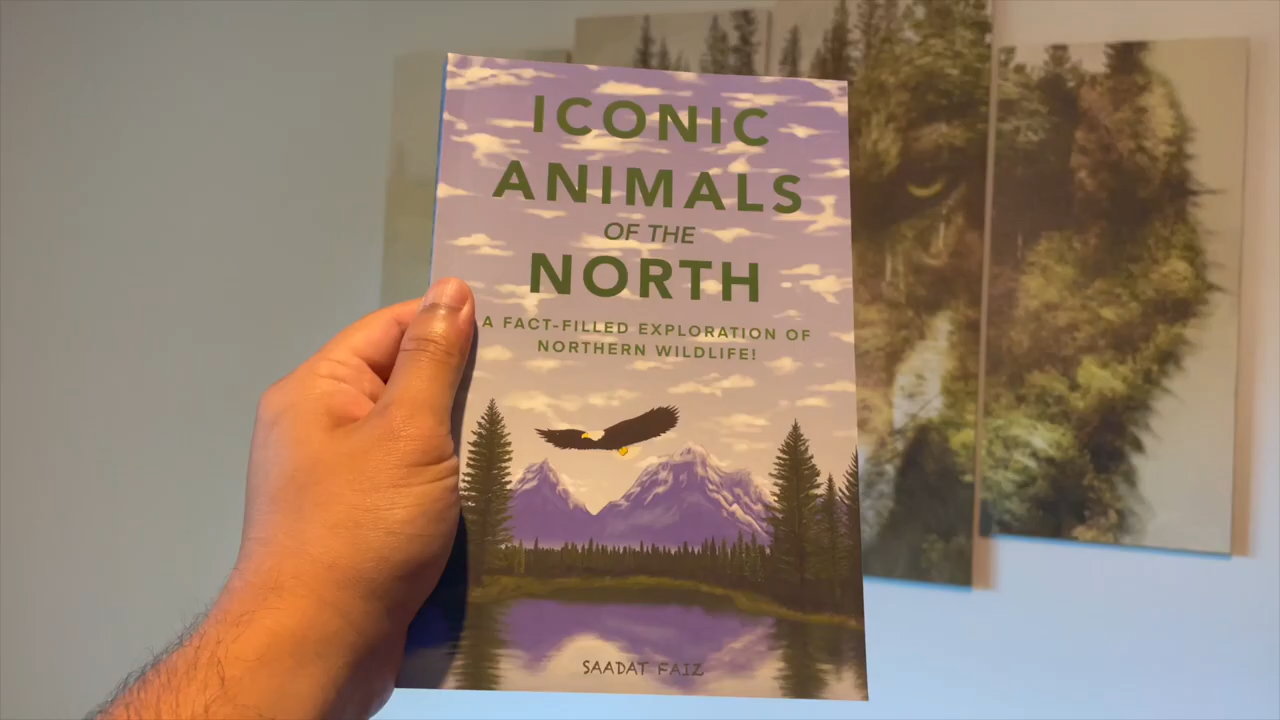 ICONIC
ANIMALS
OF THE
NORTH
A FACT-FILLED EXPLORATION OF
NORTHERN WILDLIFE!
SAADAT FAIZ